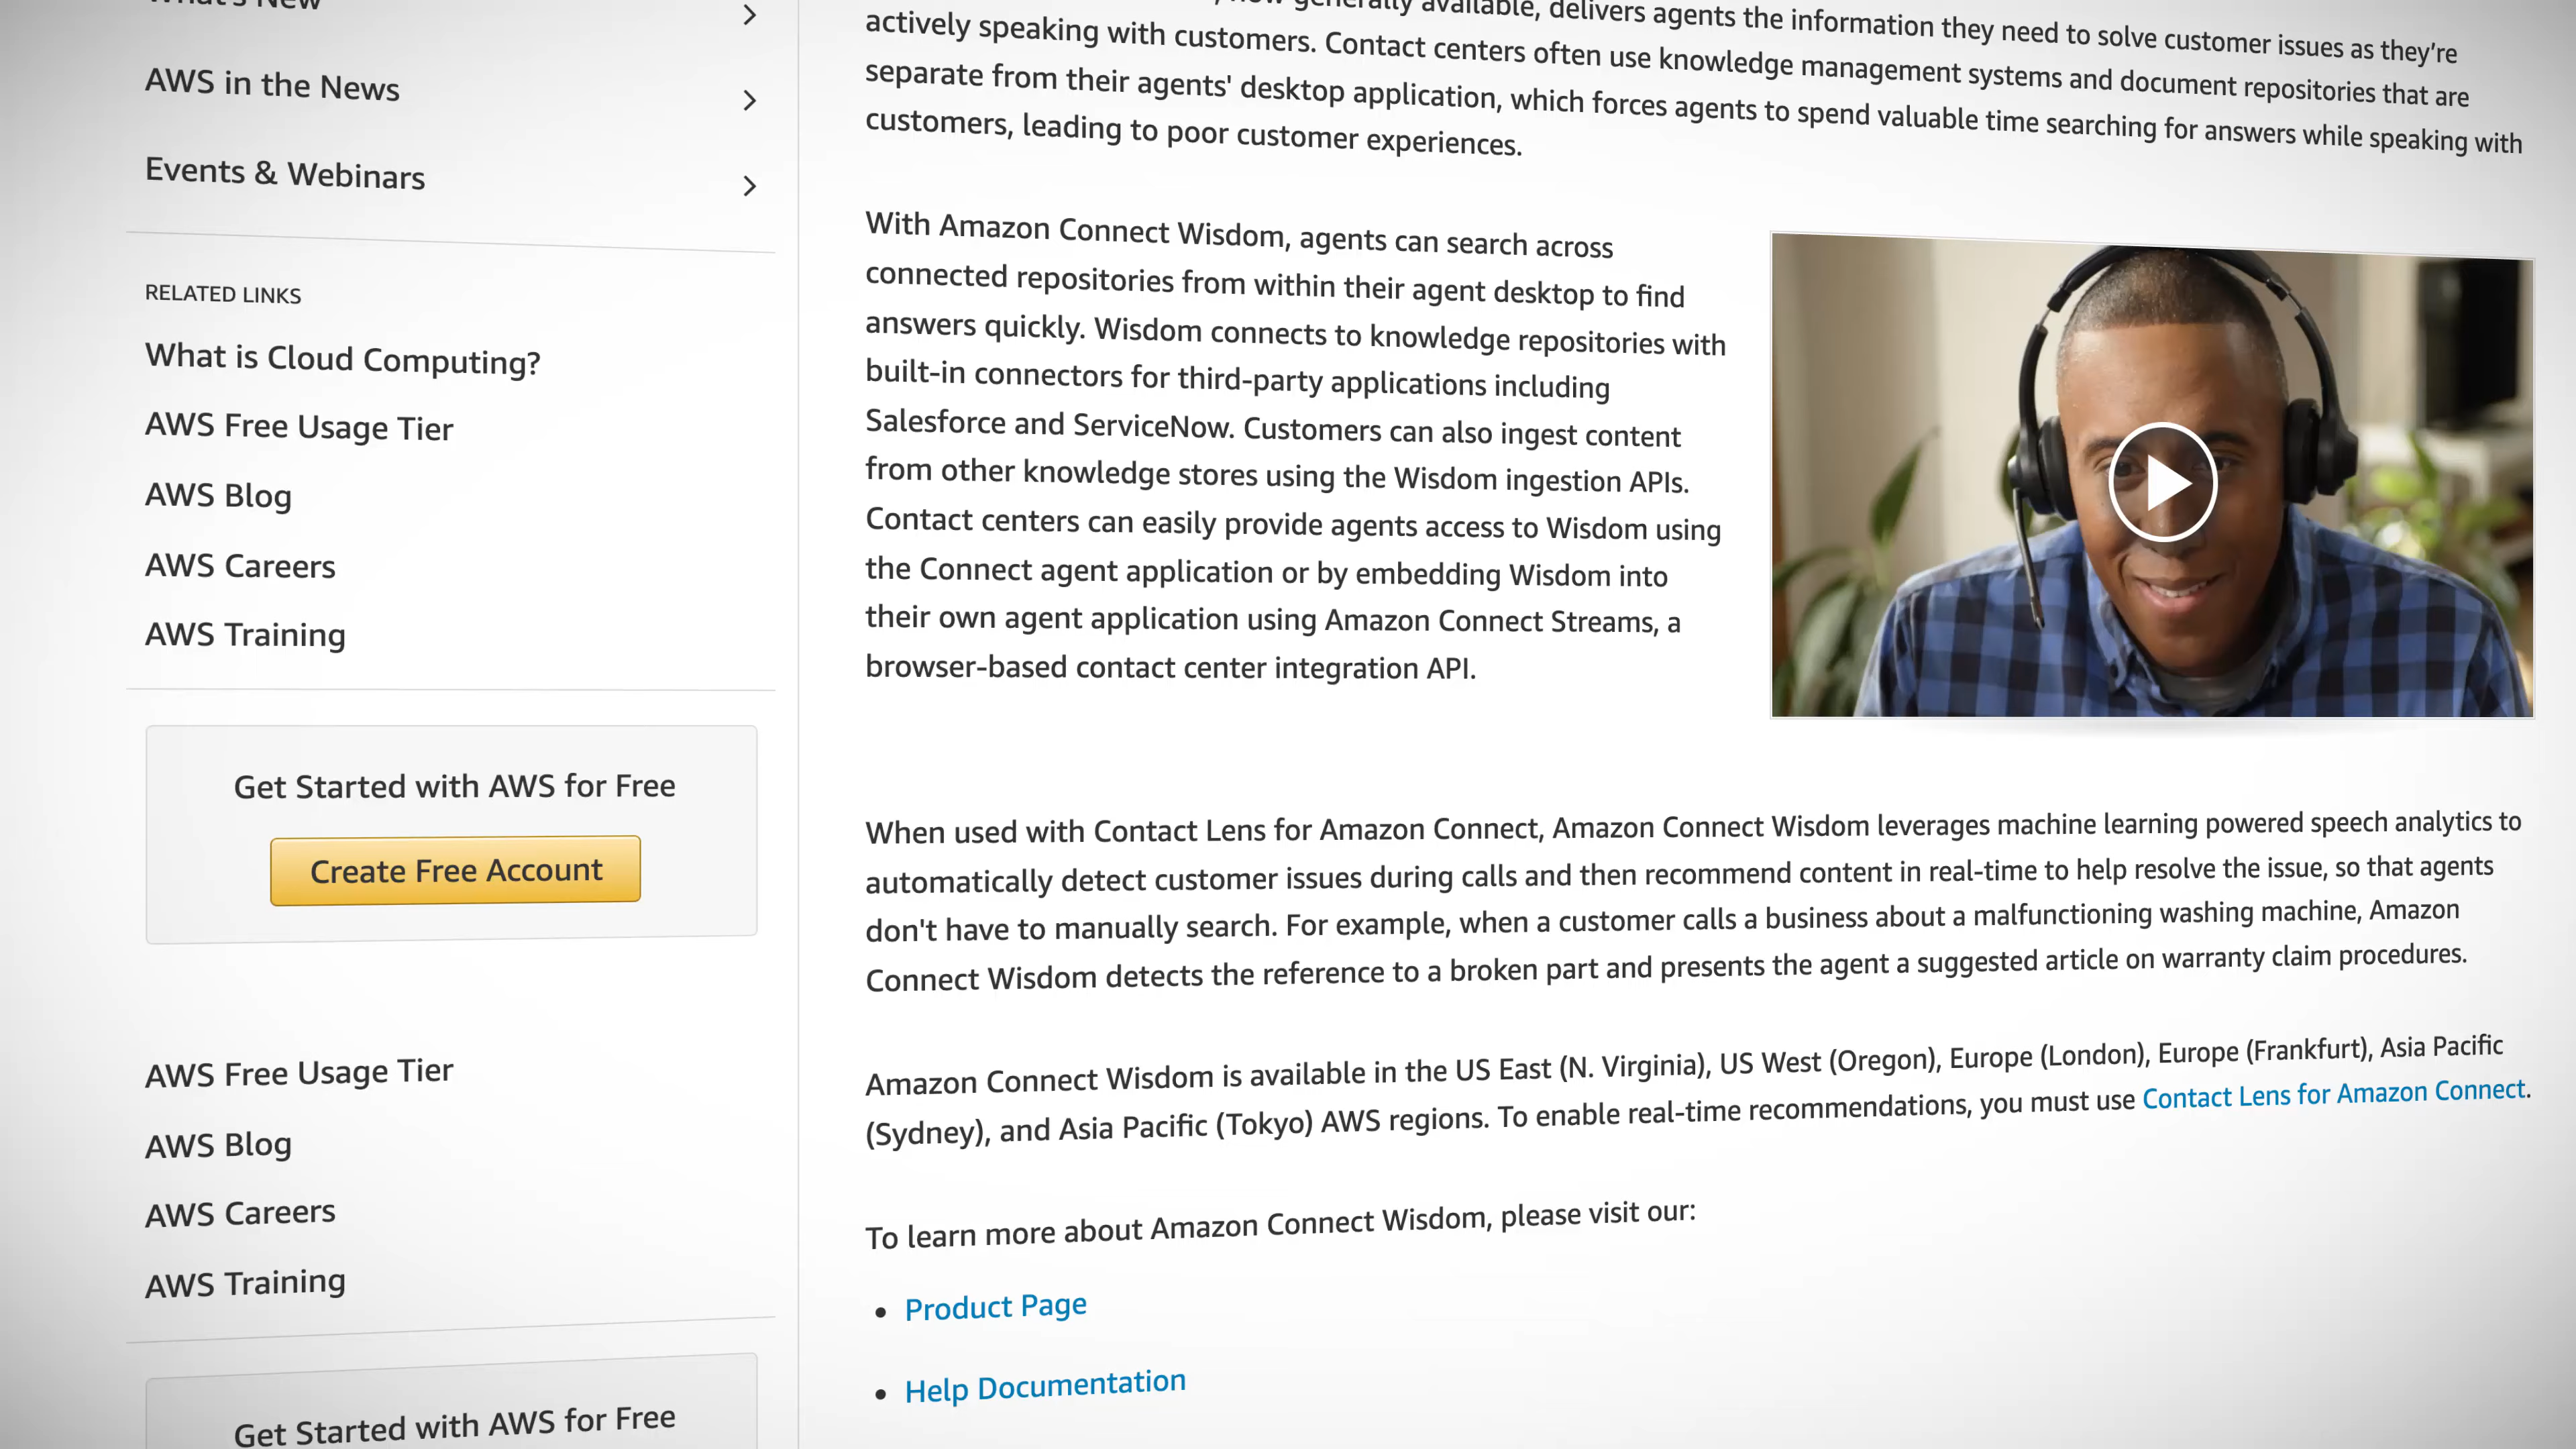 What's New
AWS in the News
Events & Webinars
RELATED LINKS
What is Cloud Computing?
AWS Free Usage Tier
AWS Blog
AWS Careers
AWS Training
Get Started with AWS for Free
Create Free Account
AWS Free Usage Tier
AWS Blog
AWS Careers
AWS Training
Get Started with AWS for Free
now generally available, delivers agents the information they need to solve customer issues as they're
actively speaking with customers. Contact centers often use knowledge management systems and document repositories that are
separate from their agents' desktop application, which forces agents to spend valuable time searching for answers while speaking with
customers, leading to poor customer experiences.
With Amazon Connect Wisdom, agents can search across
connected repositories from within their agent desktop to find
answers quickly. Wisdom connects to knowledge repositories with
built-in connectors for third-party applications including
Salesforce and ServiceNow. Customers can also ingest content
from other knowledge stores using the Wisdom ingestion APIs.
Contact centers can easily provide agents access to Wisdom using
the Connect agent application or by embedding Wisdom into
their own agent application using Amazon Connect Streams, a
browser-based contact center integration API.
When used with Contact Lens for Amazon Connect, Amazon Connect Wisdom leverages machine learning powered speech analytics to
automatically detect customer issues during calls and then recommend content in real-time to help resolve the issue, so that agents
don't have to manually search. For example, when a customer calls a business about a malfunctioning washing machine, Amazon
Connect Wisdom detects the reference to a broken part and presents the agent a suggested article on warranty claim procedures.
Amazon Connect Wisdom is available in the US East (N. Virginia), US West (Oregon), Europe (London), Europe (Frankfurt), Asia Pacific
(Sydney), and Asia Pacific (Tokyo) AWS regions. To enable real-time recommendations, you must use Contact Lens for Amazon Connect.
To learn more about Amazon Connect Wisdom, please visit our:
• Product Page
• Help Documentation